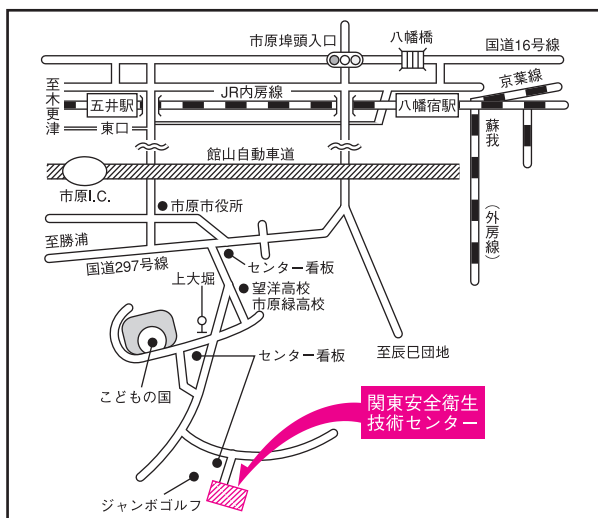 市原埠頭入口
八幡橋
国道16号線
至木更津
京葉線
五井駅
JR内房線
八幡宿駅
東口
蘇我
館山自動車道
市原I.C.
(外房線)
市原市役所
至勝浦
国道297号線
センター看板
上大堀
望洋高校
市原緑高校
至辰巳団地
センター看板
こどもの国
関東安全衛生
技術センター
ジャンボゴルフ